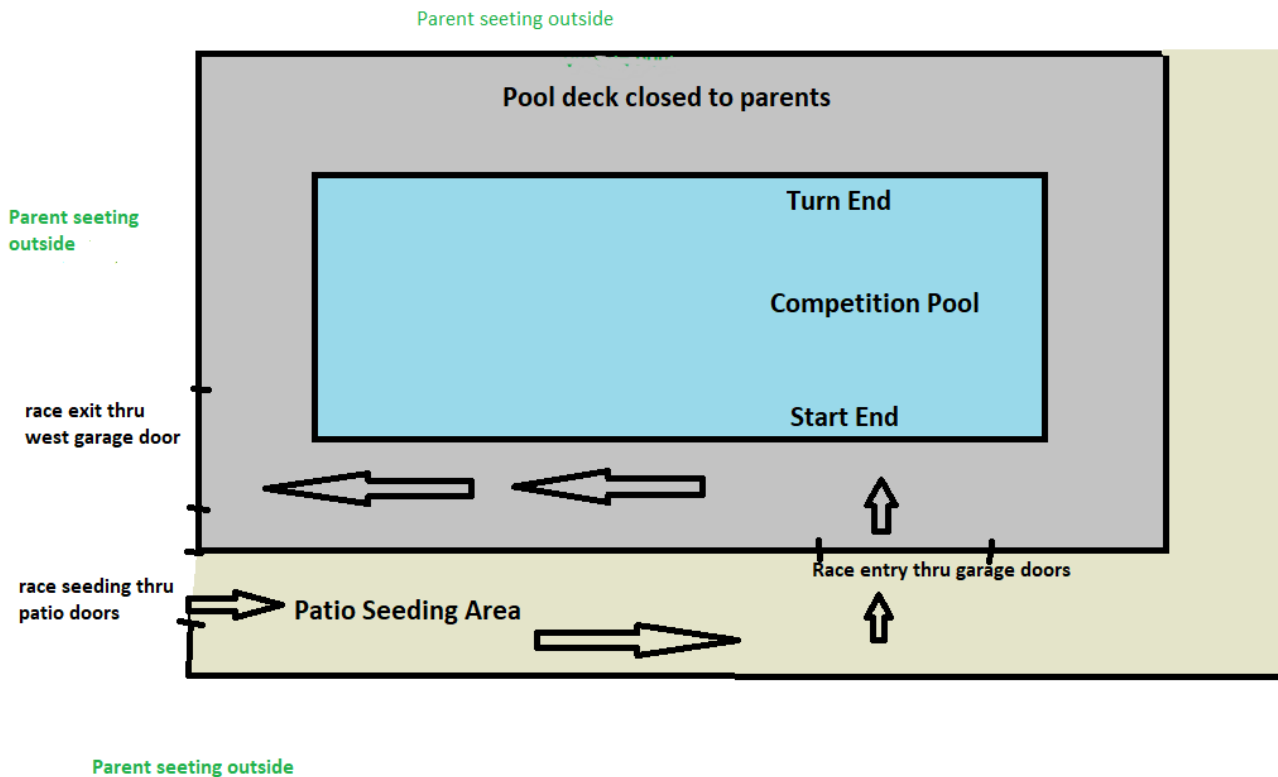 Parent seeting outside
Pool deck closed to parents
Turn End
Parent seeting
outside
Competition Pool
race exit thru
west garage door
Start End
Race entry thru garage doors
race seeding thru
patio doors
Patio Seeding Area
Parent seeting outside